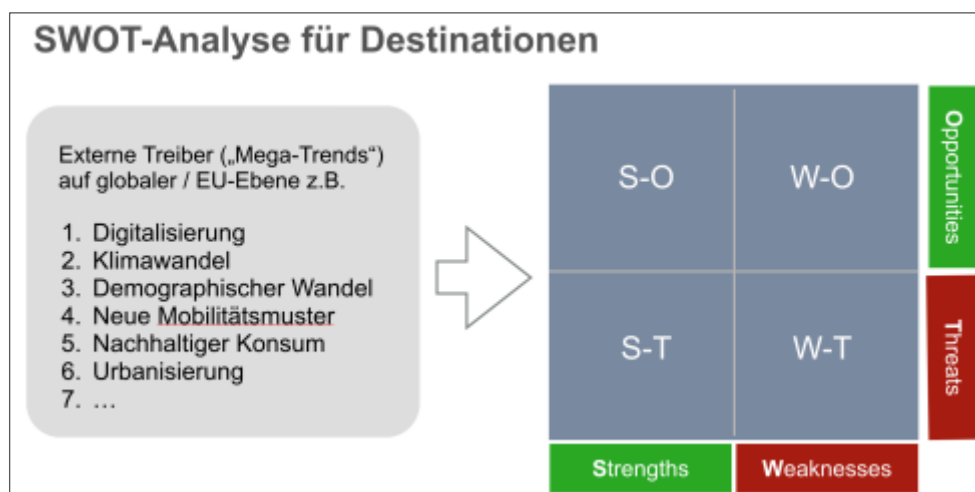 SWOT-Analyse für Destinationen
Externe Treiber („Mega-Trends“)
auf globaler / EU-Ebene z.B.
1. Digitalisierung
2. Klimawandel
3. Demographischer Wandel
4. Neue Mobilitätsmuster
5. Nachhaltiger Konsum
6. Urbanisierung
7. …
S-O
W-O
Opportunities
S-T
W-T
Threats
Strengths
Weaknesses